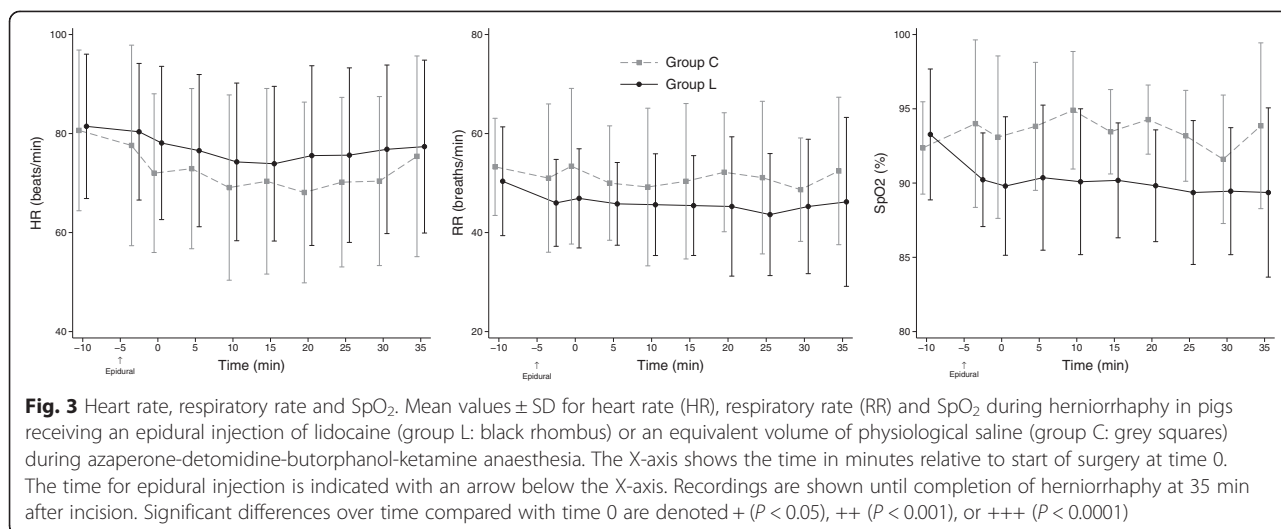 100
80
60
40
HR (beats/min)
−10 −5 0 5 10 15 20 25 30 35
↑
Epidural
Time (min)
80
60
40
20
RR (breaths/min)
Group C
Group L
−10 −5 0 5 10 15 20 25 30 35
↑
Epidural
Time (min)
100
95
90
85
80
SpO2 (%)
−10 −5 0 5 10 15 20 25 30 35
↑
Epidural
Time (min)
Fig. 3 Heart rate, respiratory rate and SpO₂. Mean values ± SD for heart rate (HR), respiratory rate (RR) and SpO₂ during herniorrhaphy in pigs
receiving an epidural injection of lidocaine (group L: black rhombus) or an equivalent volume of physiological saline (group C: grey squares)
during azaperone-detomidine-butorphanol-ketamine anaesthesia. The X-axis shows the time in minutes relative to start of surgery at time 0.
The time for epidural injection is indicated with an arrow below the X-axis. Recordings are shown until completion of herniorrhaphy at 35 min
after incision. Significant differences over time compared with time 0 are denoted + (P < 0.05), ++ (P < 0.001), or +++ (P < 0.0001)